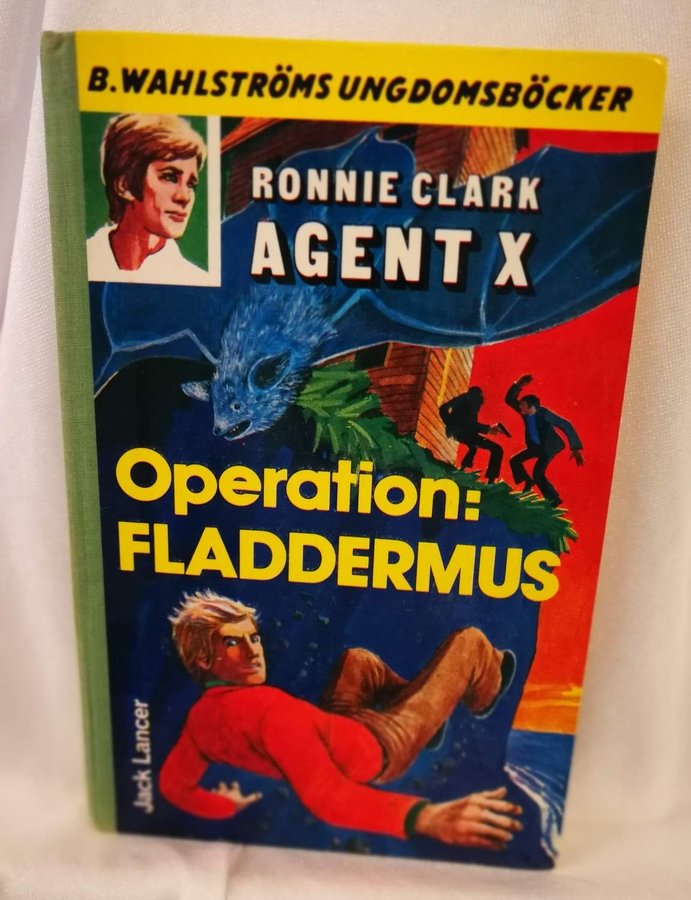 B. WAHLSTRÖMS UNGDOMSBÖCKER
RONNIE CLARK
AGENT X
Operation:
FLADDERMUS
Jack Lancer